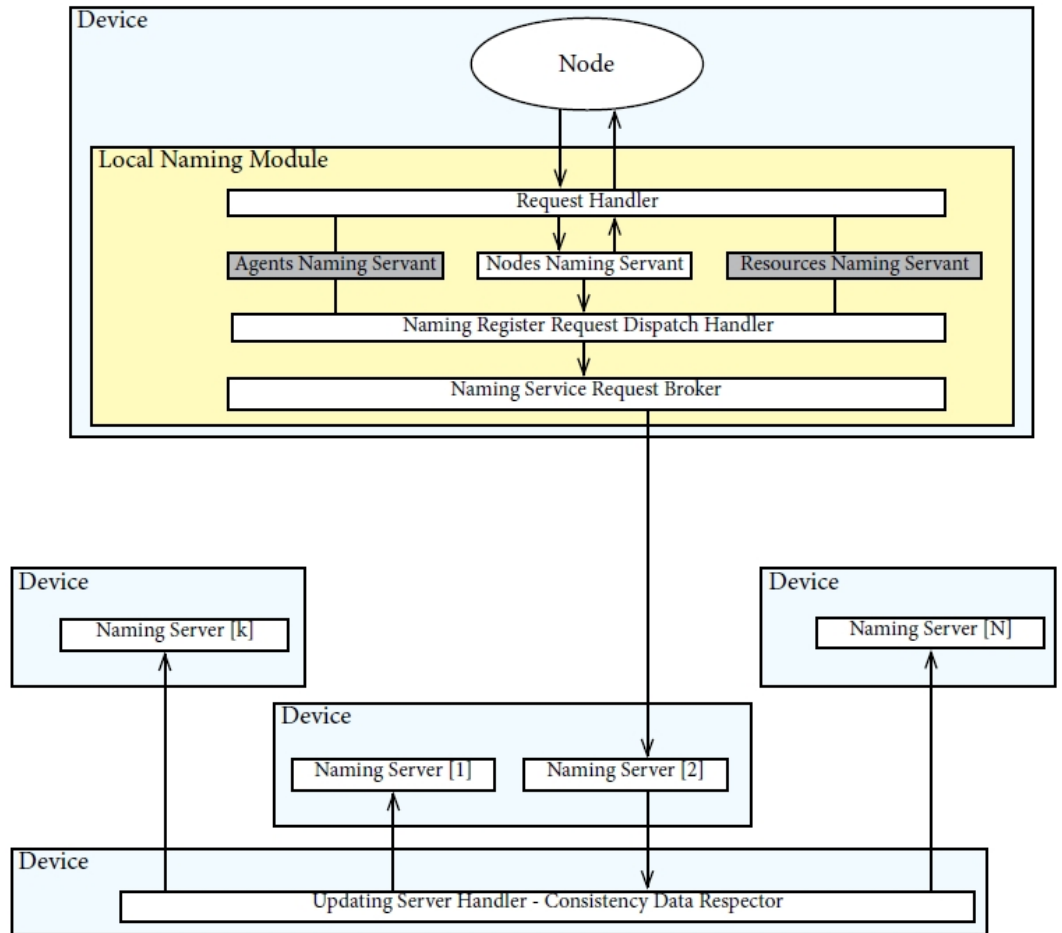 Device
Node
Local Naming Module
Request Handler
Agents Naming Servant
Nodes Naming Servant
Resources Naming Servant
Naming Register Request Dispatch Handler
Naming Service Request Broker
Device
Naming Server [k]
Device
Naming Server [N]
Device
Naming Server [1]
Naming Server [2]
Device
Updating Server Handler - Consistency Data Respector